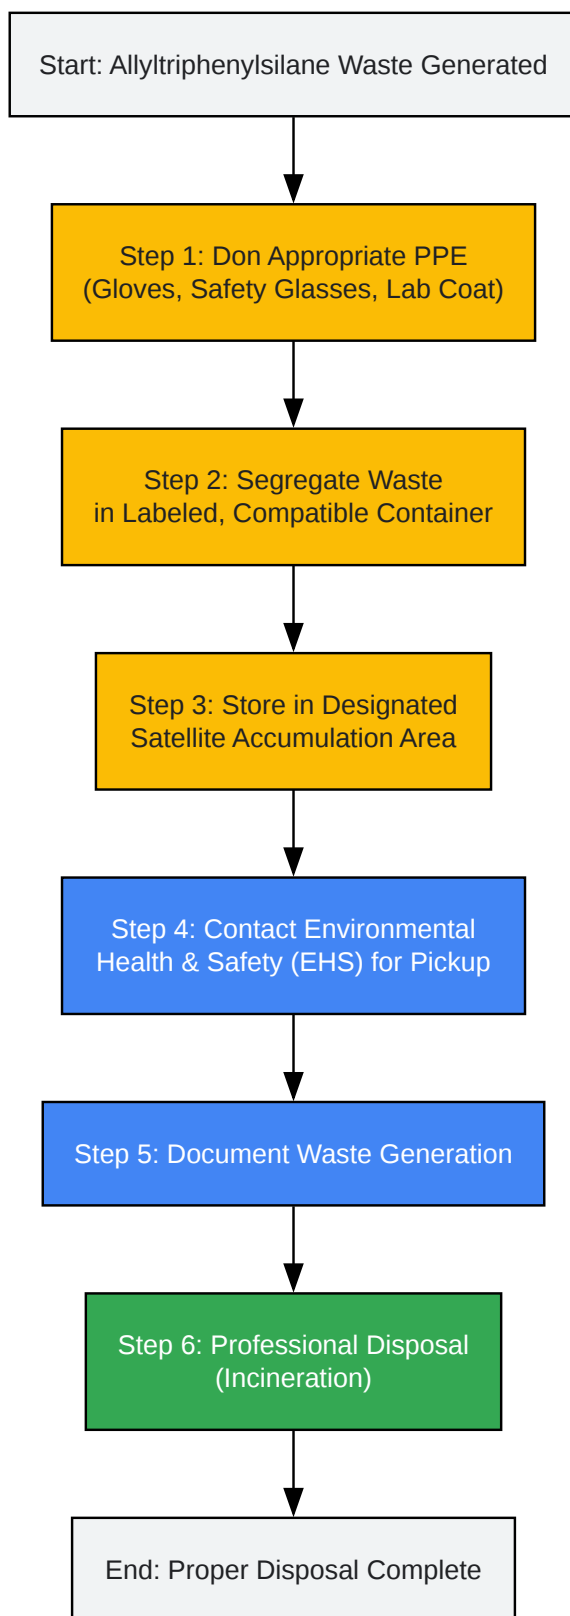 Start: Allyltriphenylsilane Waste Generated
Step 1: Don Appropriate PPE
(Gloves, Safety Glasses, Lab Coat)
Step 2: Segregate Waste
in Labeled, Compatible Container
Step 3: Store in Designated
Satellite Accumulation Area
Step 4: Contact Environmental
Health & Safety (EHS) for Pickup
Step 5: Document Waste Generation
Step 6: Professional Disposal
(Incineration)
End: Proper Disposal Complete